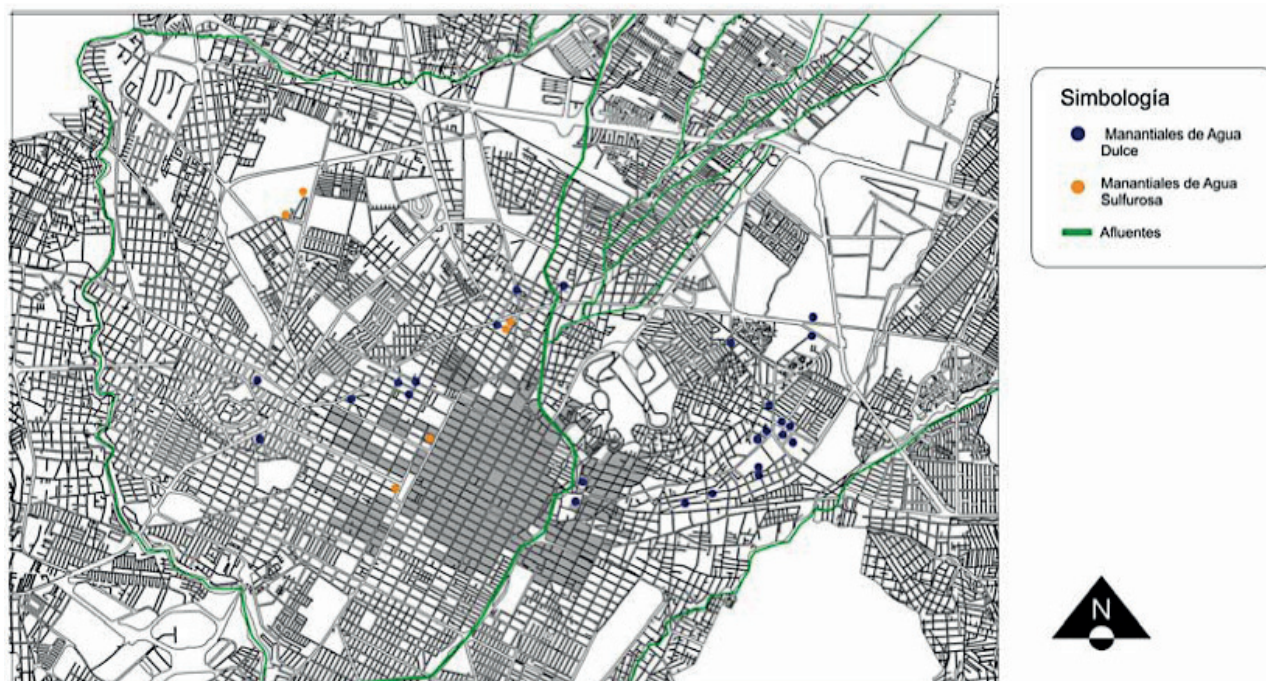 Simbología
Manantiales de Agua
Dulce
Manantiales de Agua
Sulfurosa
Afluentes
N